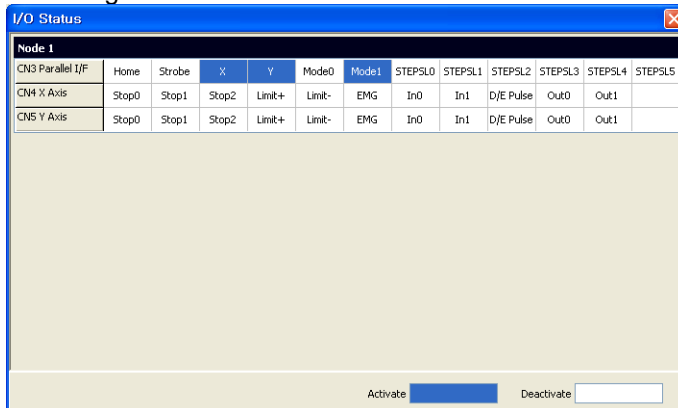 I/O Status
Node 1
CN3 Parallel I/F Home Strobe X Y Mode0 Mode1 STEPSL0 STEPSL1 STEPSL2 STEPSL3 STEPSL4 STEPSL5
CN4 X Axis Stop0 Stop1 Stop2 Limit+ Limit- EMG In0 In1 D/E Pulse Out0 Out1
CN5 Y Axis Stop0 Stop1 Stop2 Limit+ Limit- EMG In0 In1 D/E Pulse Out0 Out1
Activate Deactivate